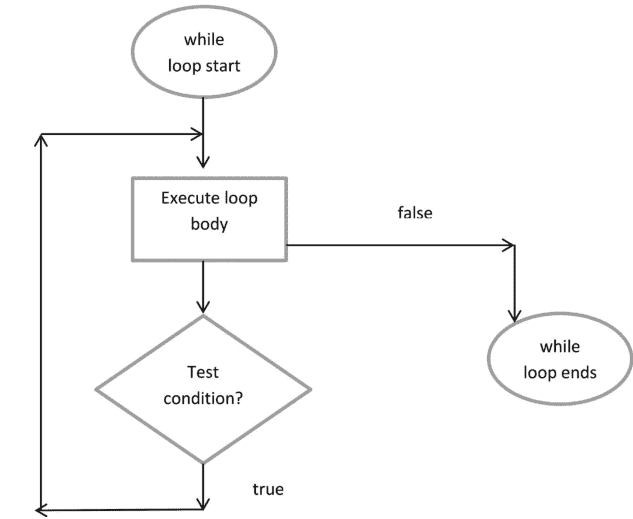 while
loop start
Execute loop
body
false
Test
condition?
while
loop ends
true